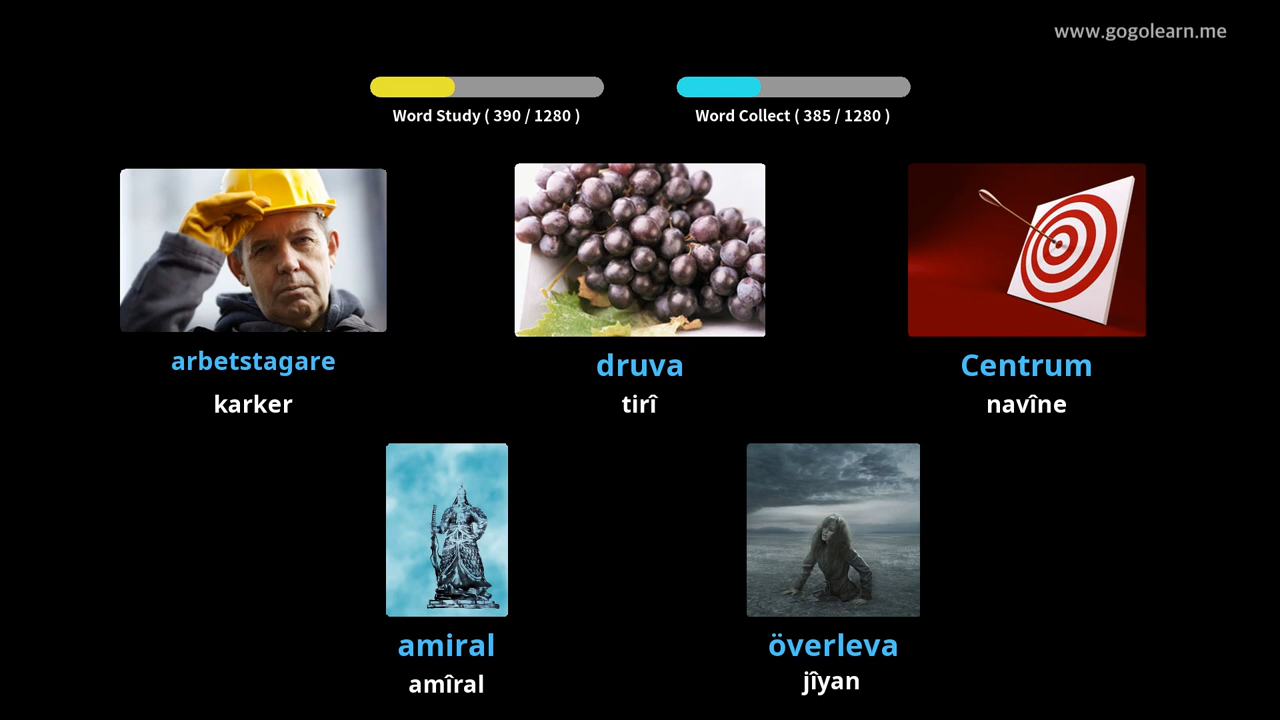 www.gogolearn.me
Word Study ( 390 / 1280 )
Word Collect ( 385 / 1280 )
arbetstagare
karker
druva
tirî
Centrum
navîne
amiral
amîral
överleva
jîyan